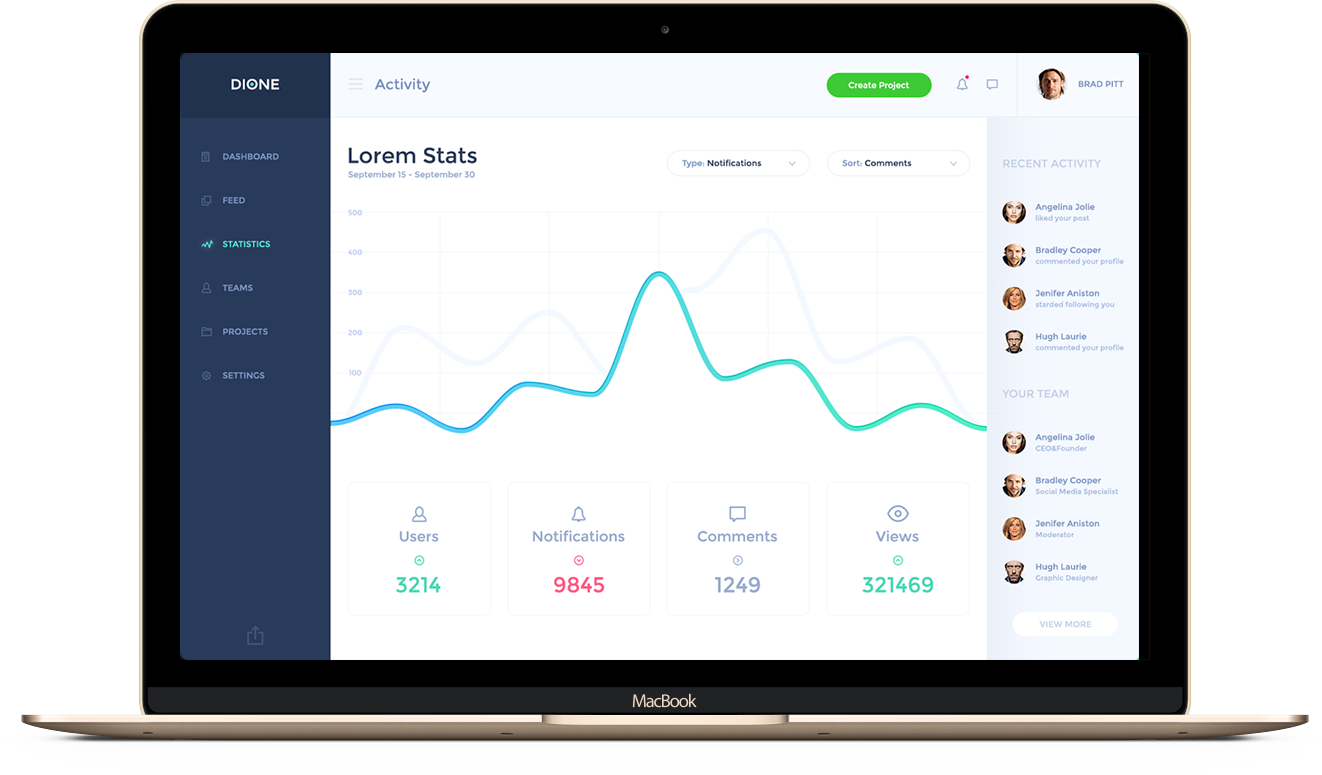 DIONE
Activity
Create Project
BRAD PITT
DASHBOARD
FEED
STATISTICS
TEAMS
PROJECTS
SETTINGS
Lorem Stats
September 15 - September 30
Type: Notifications
Sort: Comments
500
400
300
200
100
Users
3214
Notifications
9845
Comments
1249
Views
321469
RECENT ACTIVITY
Angelina Jolie
liked your post
Bradley Cooper
commented your profile
Jenifer Aniston
starded following you
Hugh Laurie
commented your profile
YOUR TEAM
Angelina Jolie
CEO&Founder
Bradley Cooper
Social Media Specialist
Jenifer Aniston
Moderator
Hugh Laurie
Graphic Designer
VIEW MORE
MacBook